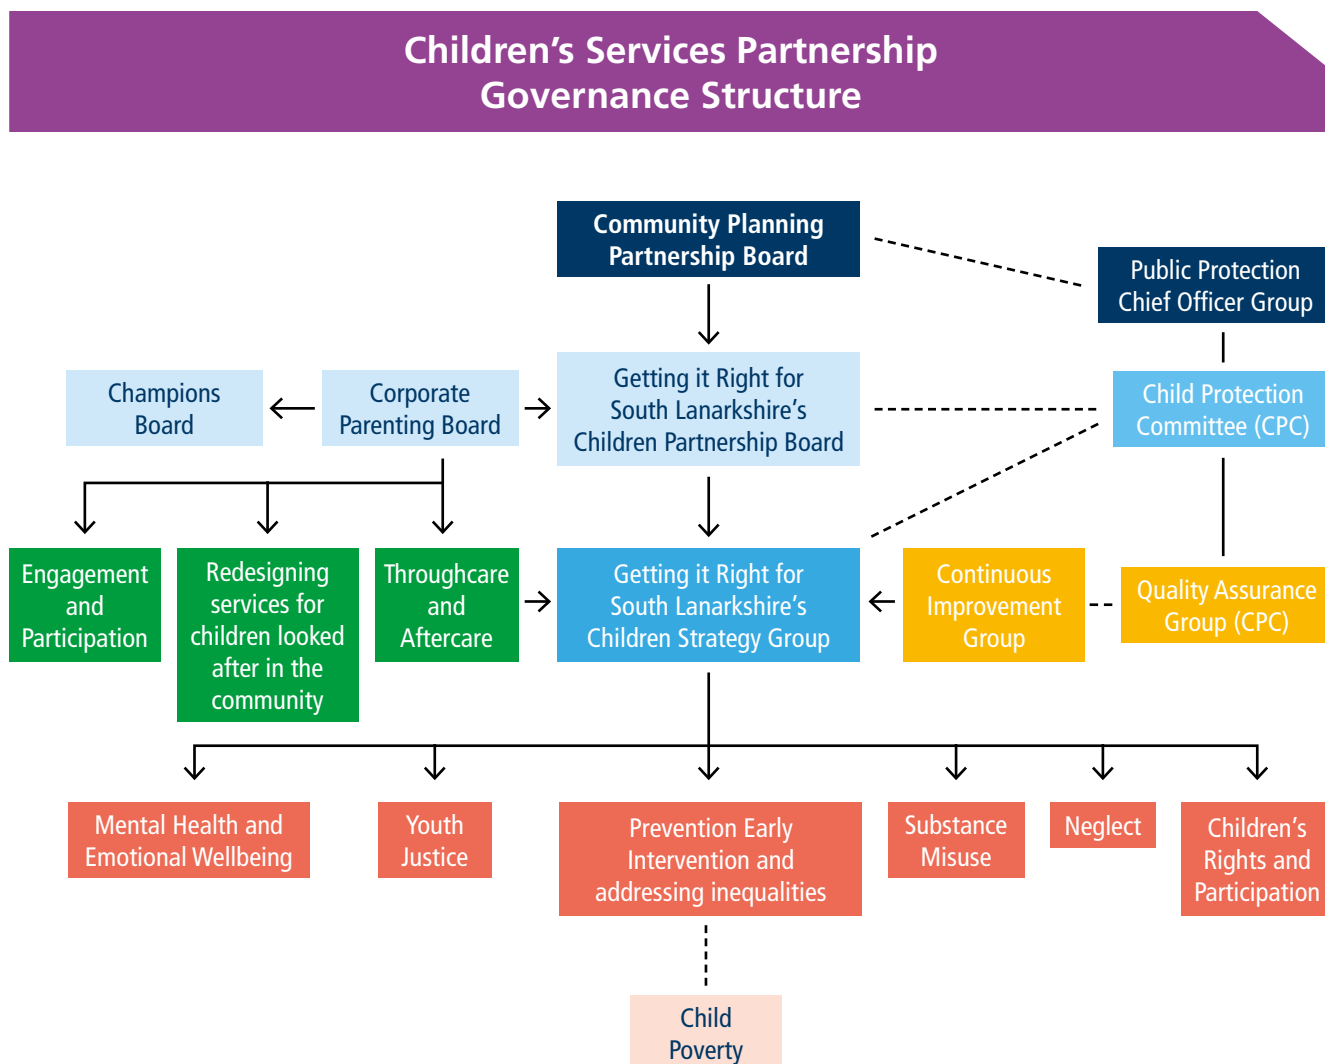 Children’s Services Partnership
Governance Structure
Community Planning
Partnership Board
Public Protection
Chief Officer Group
Champions
Board
Corporate
Parenting Board
Getting it Right for
South Lanarkshire’s
Children Partnership Board
Child Protection
Committee (CPC)
Engagement
and
Participation
Redesigning
services for
children looked
after in the
community
Throughcare
and
Aftercare
Getting it Right for
South Lanarkshire’s
Children Strategy Group
Continuous
Improvement
Group
Quality Assurance
Group (CPC)
Mental Health and
Emotional Wellbeing
Youth
Justice
Prevention Early
Intervention and
addressing inequalities
Substance
Misuse
Neglect
Children’s
Rights and
Participation
Child
Poverty